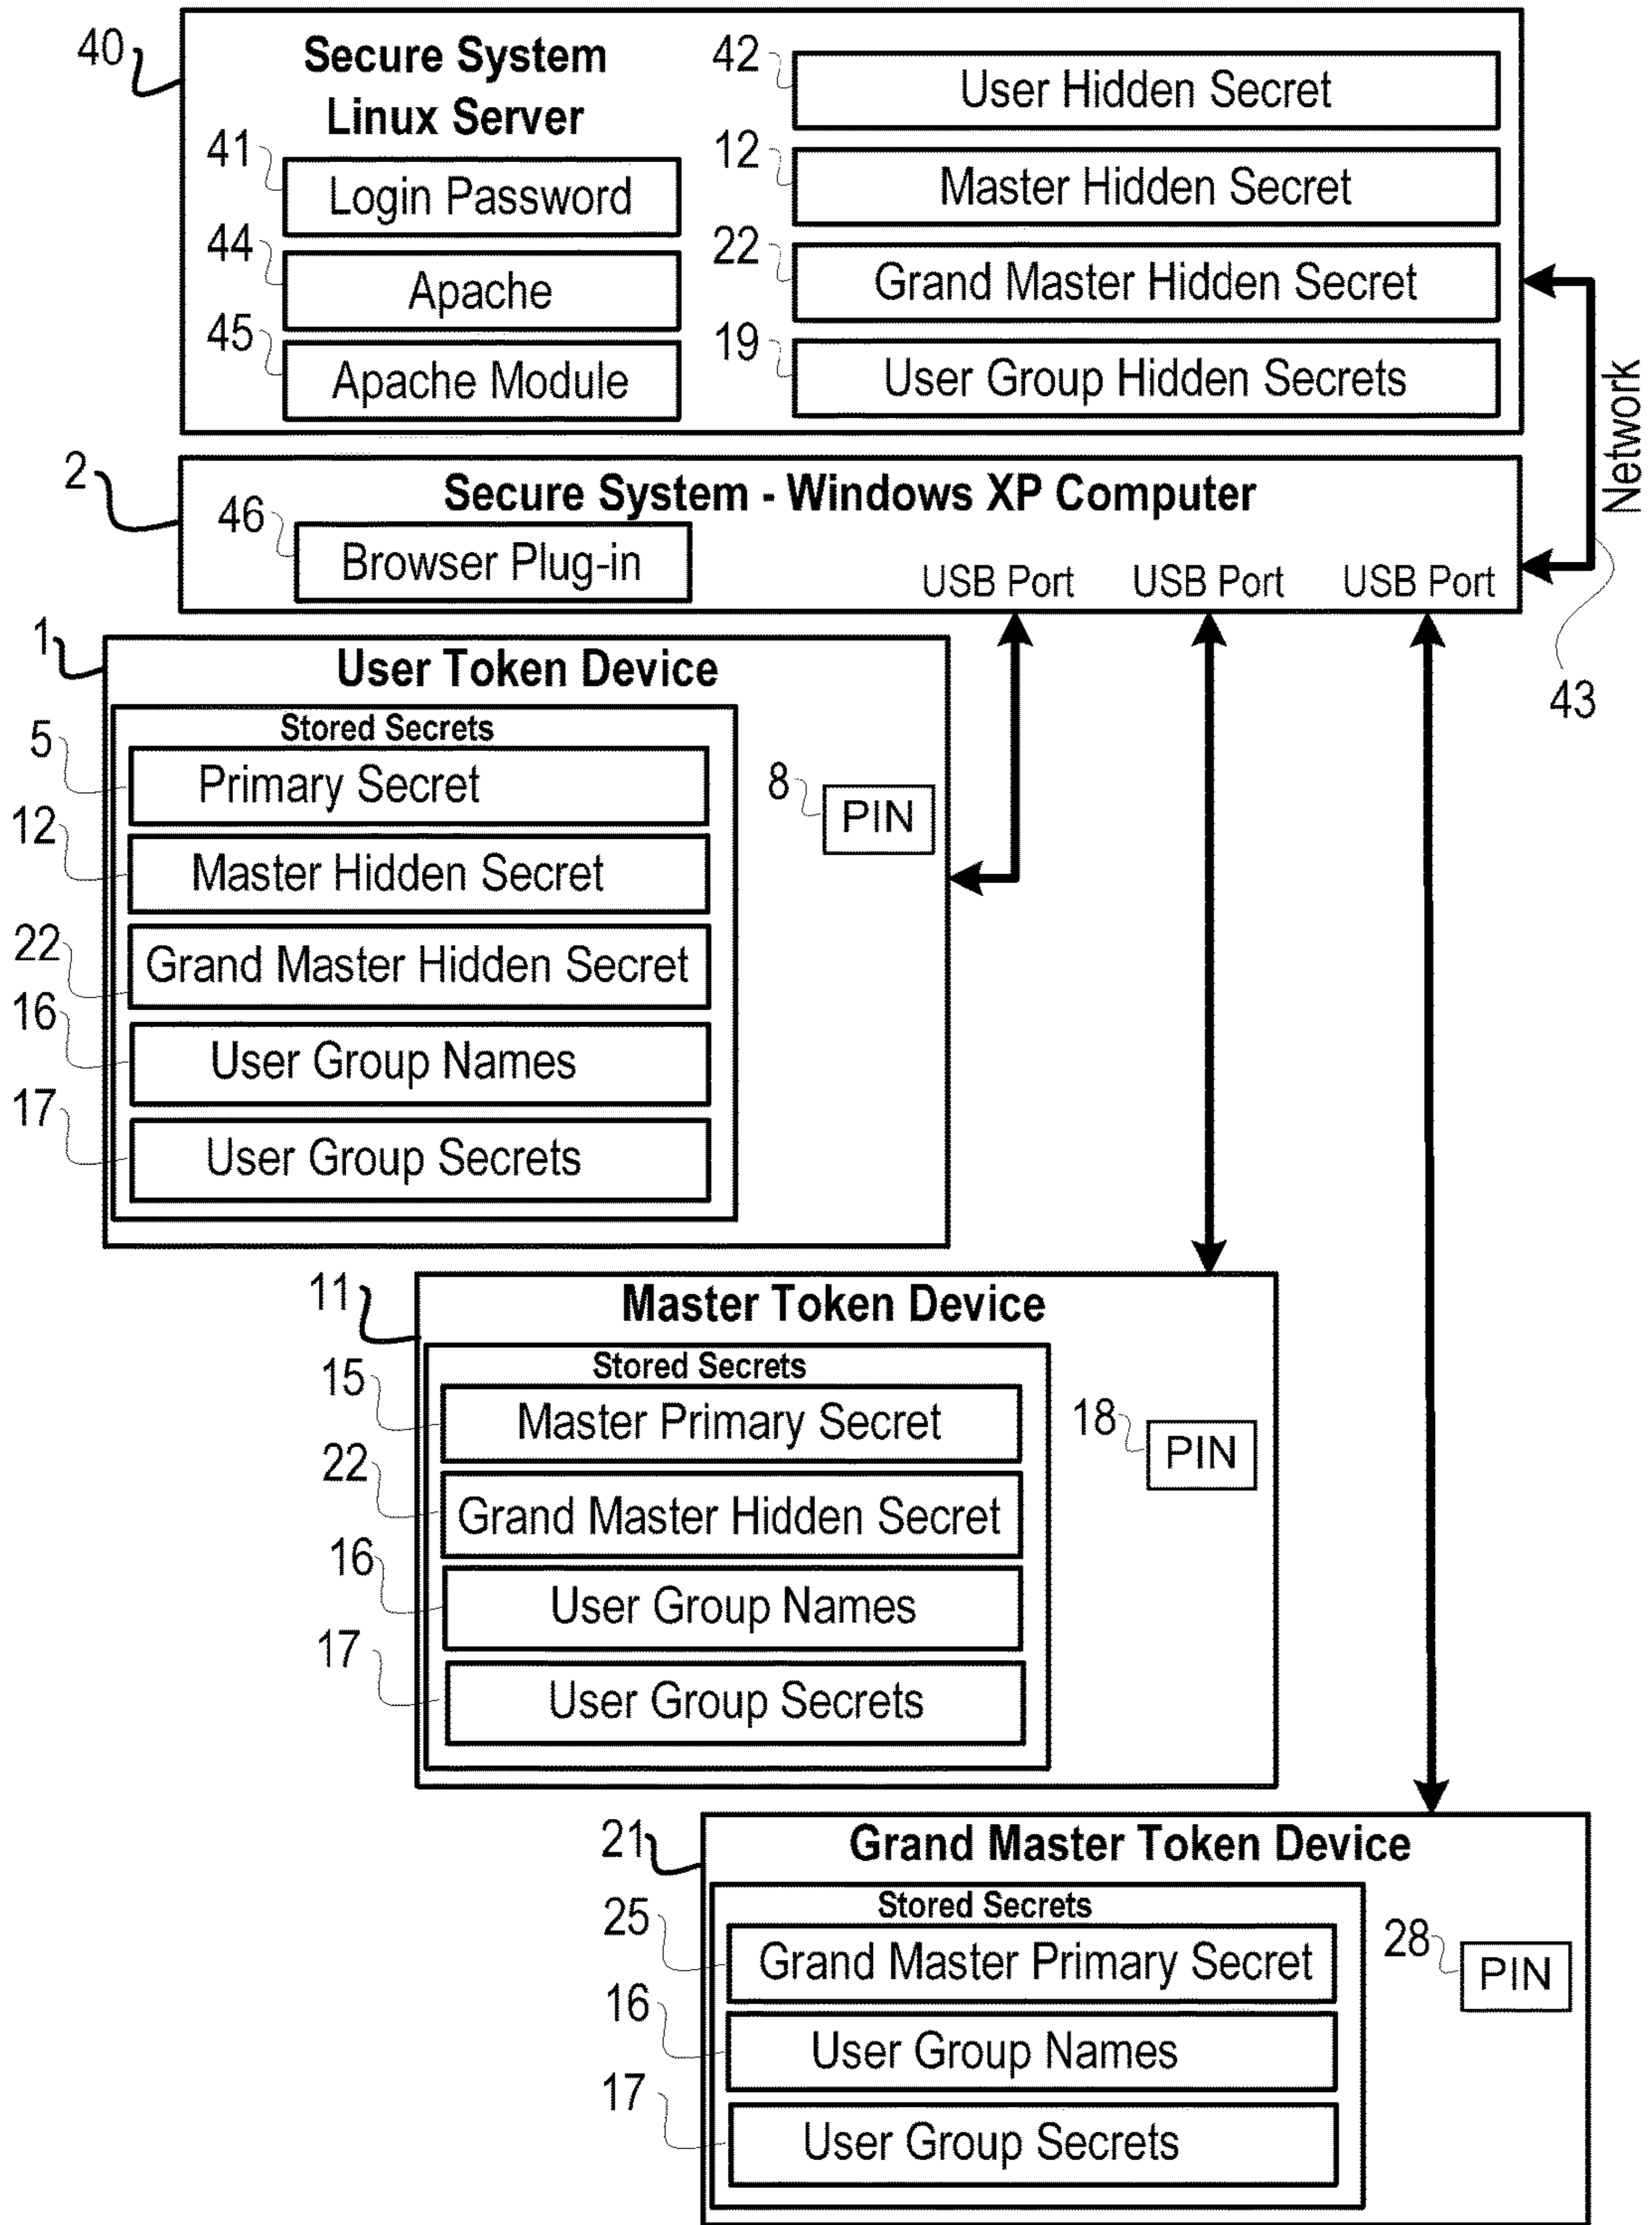 40
Secure System
Linux Server
41
Login Password
44
Apache
45
Apache Module
42
User Hidden Secret
12
Master Hidden Secret
22
Grand Master Hidden Secret
19
User Group Hidden Secrets
Network
43
2
Secure System - Windows XP Computer
46
Browser Plug-in
USB Port USB Port USB Port
1
User Token Device
Stored Secrets
5
Primary Secret
12
Master Hidden Secret
22
Grand Master Hidden Secret
16
User Group Names
17
User Group Secrets
8
PIN
11
Master Token Device
Stored Secrets
15
Master Primary Secret
22
Grand Master Hidden Secret
16
User Group Names
17
User Group Secrets
18
PIN
21
Grand Master Token Device
Stored Secrets
25
Grand Master Primary Secret
16
User Group Names
17
User Group Secrets
28
PIN